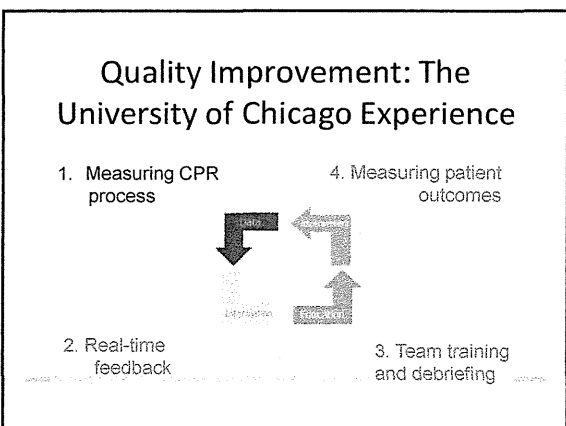 Quality Improvement: The
University of Chicago Experience
1. Measuring CPR
process
4. Measuring patient
outcomes
Data
Education
2. Real-time
feedback
3. Team training
and debriefing